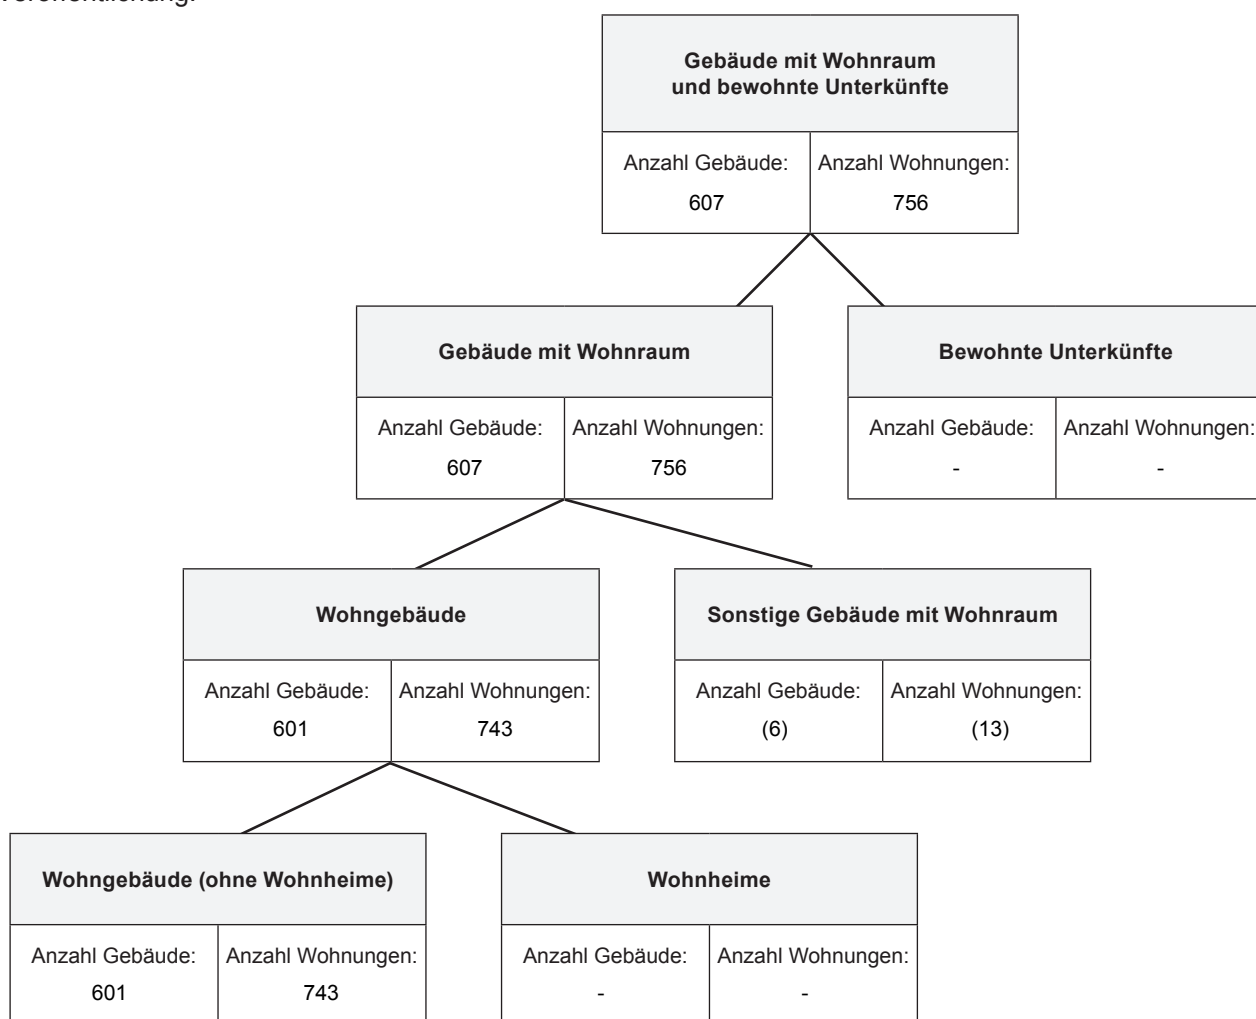 Veröffentlichung.
Gebäude mit Wohnraum
und bewohnte Unterkünfte
Anzahl Gebäude: Anzahl Wohnungen:
607 756
Gebäude mit Wohnraum
Bewohnte Unterkünfte
Anzahl Gebäude: Anzahl Wohnungen:
607 756
Anzahl Gebäude: Anzahl Wohnungen:
- -
Wohngebäude
Sonstige Gebäude mit Wohnraum
Anzahl Gebäude: Anzahl Wohnungen:
601 743
Anzahl Gebäude: Anzahl Wohnungen:
(6) (13)
Wohngebäude (ohne Wohnheime)
Wohnheime
Anzahl Gebäude: Anzahl Wohnungen:
601 743
Anzahl Gebäude: Anzahl Wohnungen:
- -